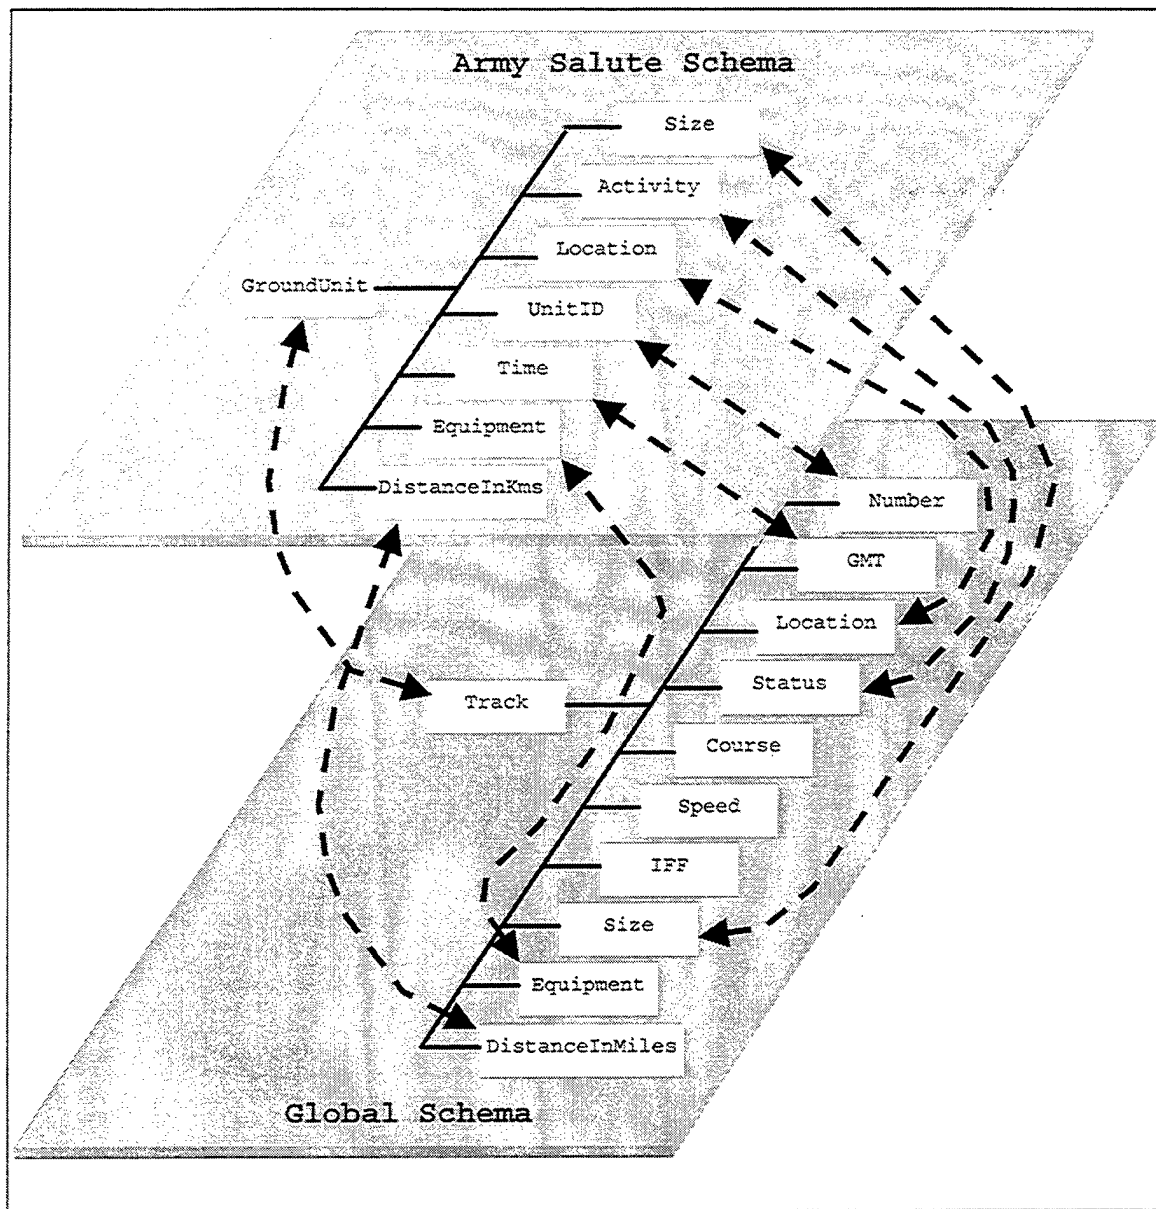 Army Salute Schema
Size
Activity
Location
GroundUnit
UnitID
Time
Equipment
DistanceInKms
Number
GMT
Location
Status
Track
Course
Speed
IFF
Size
Equipment
DistanceInMiles
Global Schema